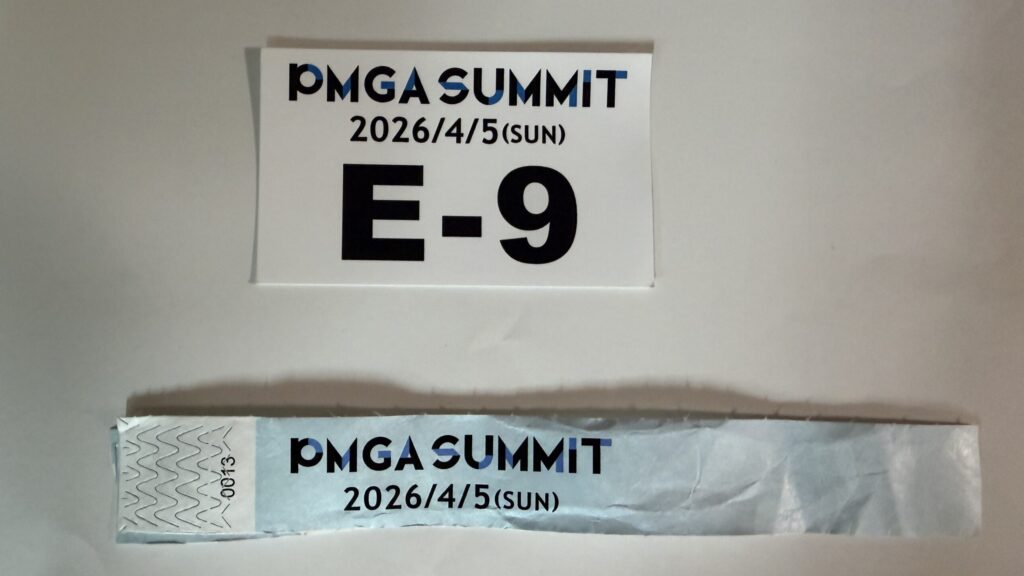 PMGA SUMMIT
2026/4/5(SUN)
E-9
0013
PMGA SUMMIT
2026/4/5(SUN)